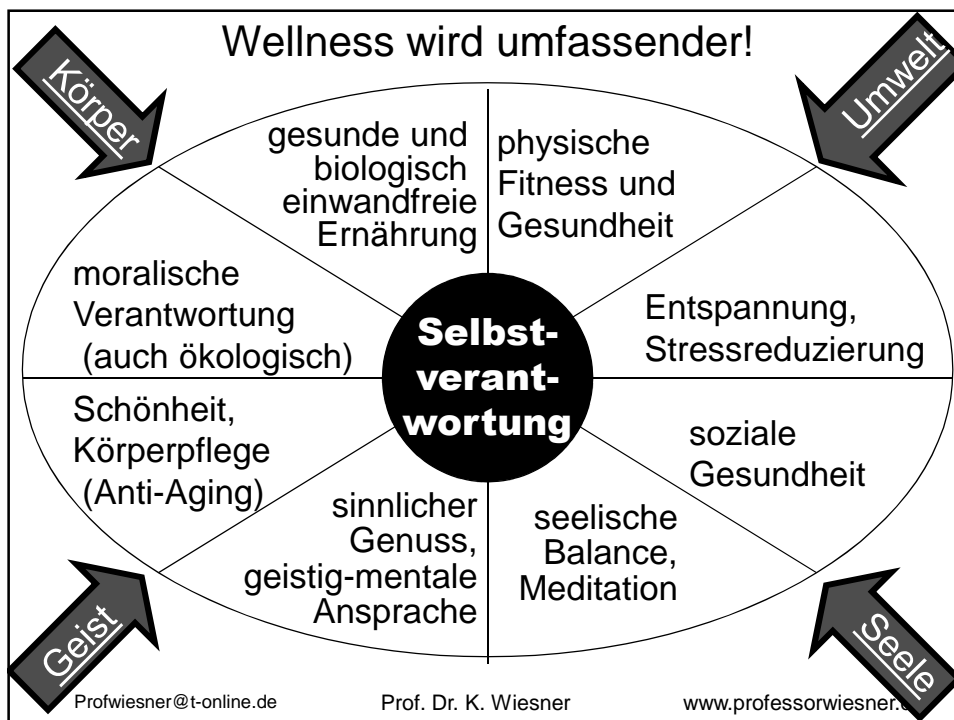 Wellness wird umfassender!
Körper
Umwelt
gesunde und
biologisch
einwandfreie
Ernährung
physische
Fitness und
Gesundheit
moralische
Verantwortung
(auch ökologisch)
Entspannung,
Stressreduzierung
Selbst-
verant-
wortung
Schönheit,
Körperpflege
(Anti-Aging)
soziale
Gesundheit
sinnlicher
Genuss,
geistig-mentale
Ansprache
seelische
Balance,
Meditation
Geist
Seele
Profwiesner@t-online.de
Prof. Dr. K. Wiesner
www.professorwiesner.